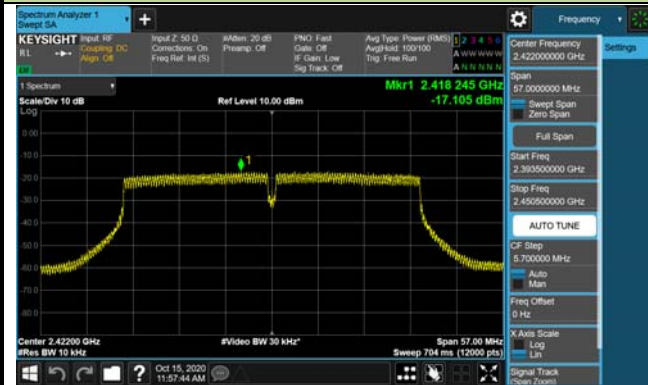 Spectrum Analyzer 1
Swept SA
+
Frequency
KEYSIGHT
RL
Input: RF
Coupling: DC
Align: Off
Input Z: 50 Ω
Corrections: On
Freq Ref: Int (S)
#Atten: 20 dB
Preamp: Off
PNO: Fast
Gate: Off
IF Gain: Low
Sig Track: Off
Avg Type: Power (RMS)
Avg|Hold: 100/100
Trig: Free Run
1 2 3 4 5 6
A W W W W W
A N N N N N
1 Spectrum
Scale/Div 10 dB
Log
Ref Level 10.00 dBm
Mkr1 2.418 245 GHz
-17.105 dBm
0.00
-10.0
-20.0
-30.0
-40.0
-50.0
-60.0
-70.0
-80.0
1
Center 2.42200 GHz
#Res BW 10 kHz
#Video BW 30 kHz*
Span 57.00 MHz
Sweep 704 ms (12000 pts)
Oct 15, 2020
11:57:44 AM
?
Settings
Center Frequency
2.422000000 GHz
Span
57.0000000 MHz
Swept Span
Zero Span
Full Span
Start Freq
2.393500000 GHz
Stop Freq
2.450500000 GHz
AUTO TUNE
CF Step
5.700000 MHz
Auto
Man
Freq Offset
0 Hz
X Axis Scale
Log
Lin
Signal Track
(Span Zoom)